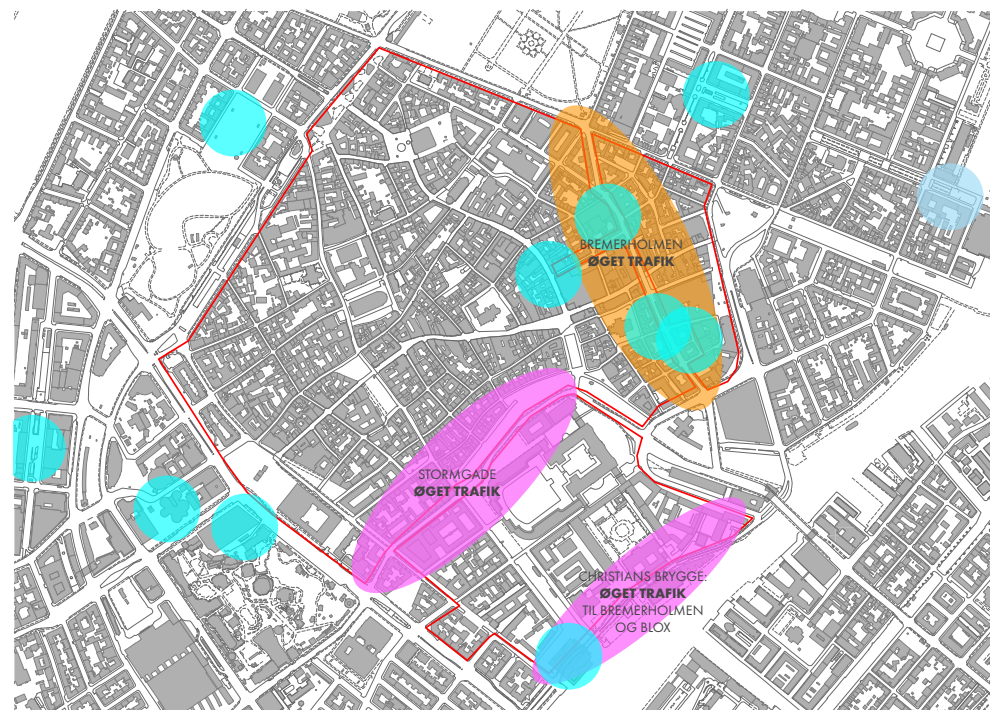 BREMERHOLMEN
ØGET TRAFIK
STORMGADE
ØGET TRAFIK
CHRISTIANS BRYGGE:
ØGET TRAFIK
TIL BREMERHOLMEN
OG BLOX